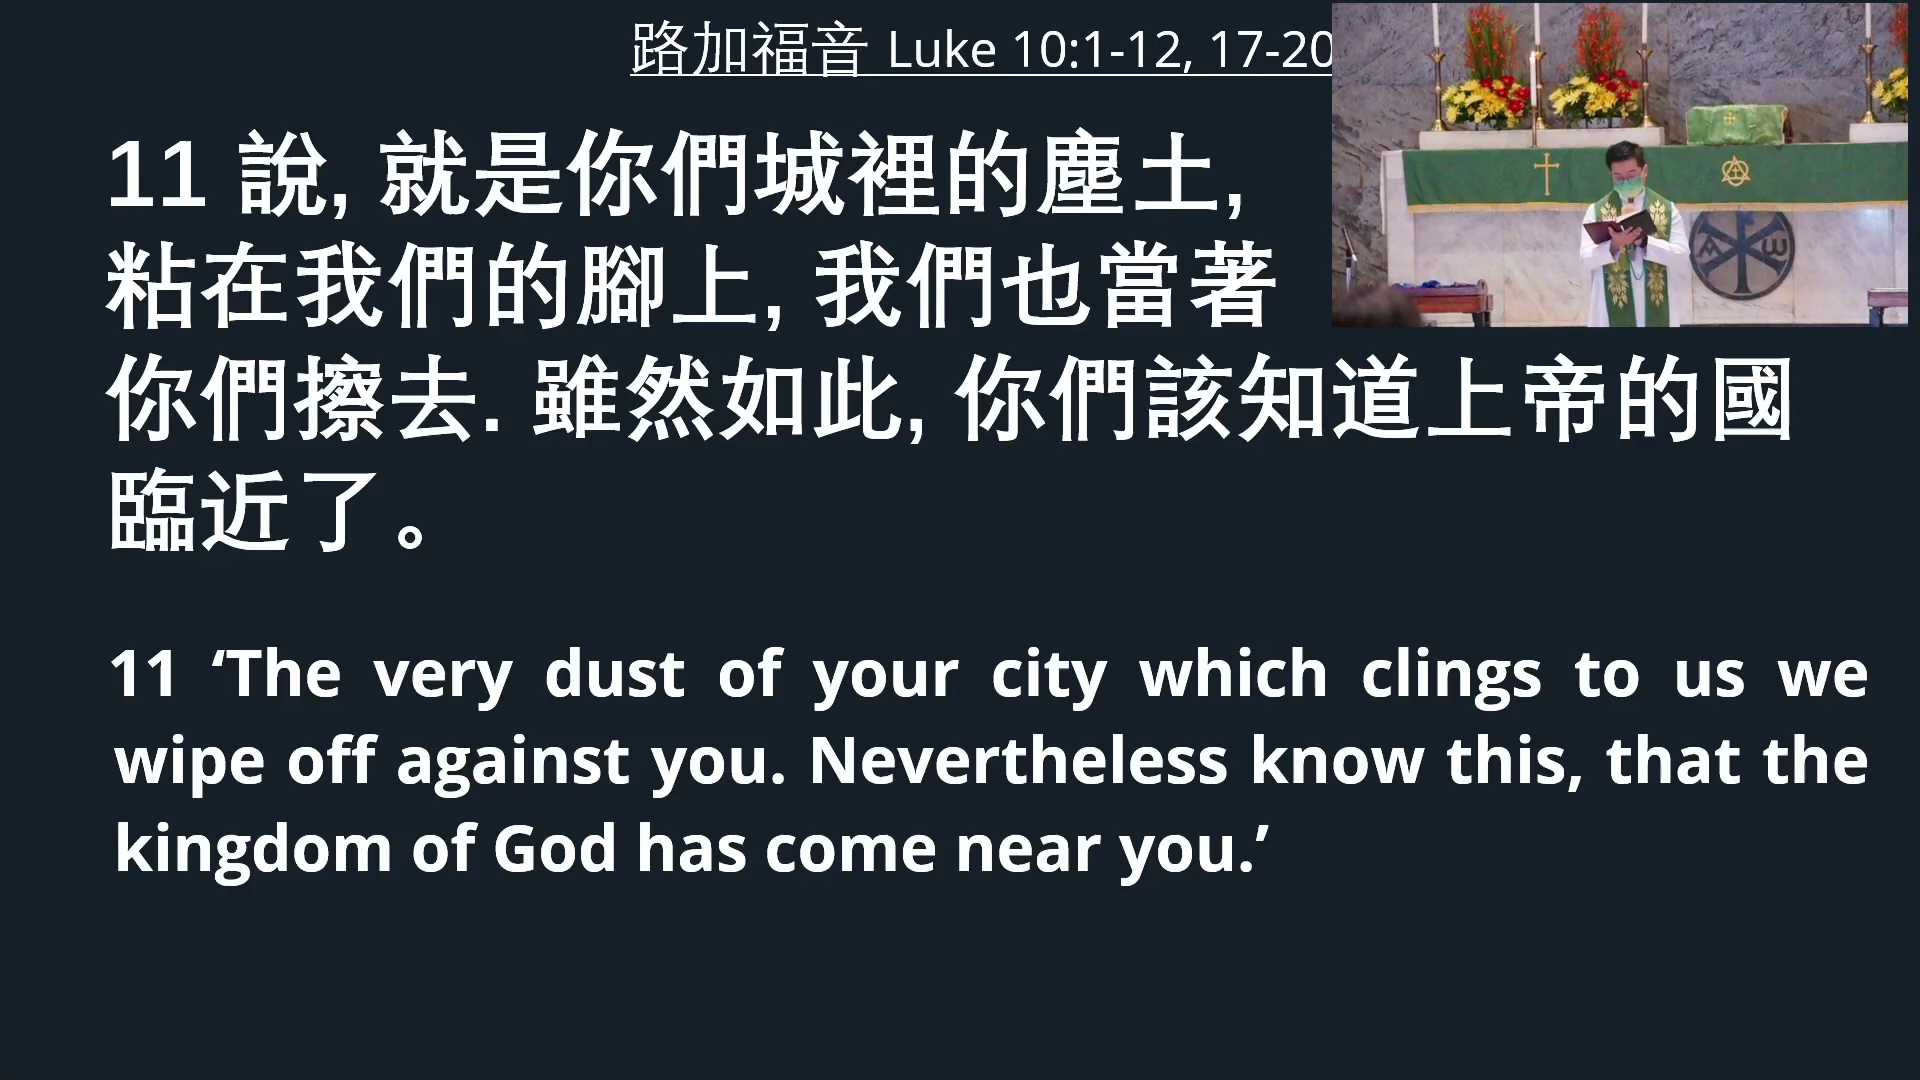 路加福音 Luke 10:1-12, 17-20
11 說, 就是你們城裡的塵土,
粘在我們的腳上, 我們也當著
你們擦去. 雖然如此, 你們該知道上帝的國
臨近了。
11 ‘The very dust of your city which clings to us we
wipe off against you. Nevertheless know this, that the
kingdom of God has come near you.’